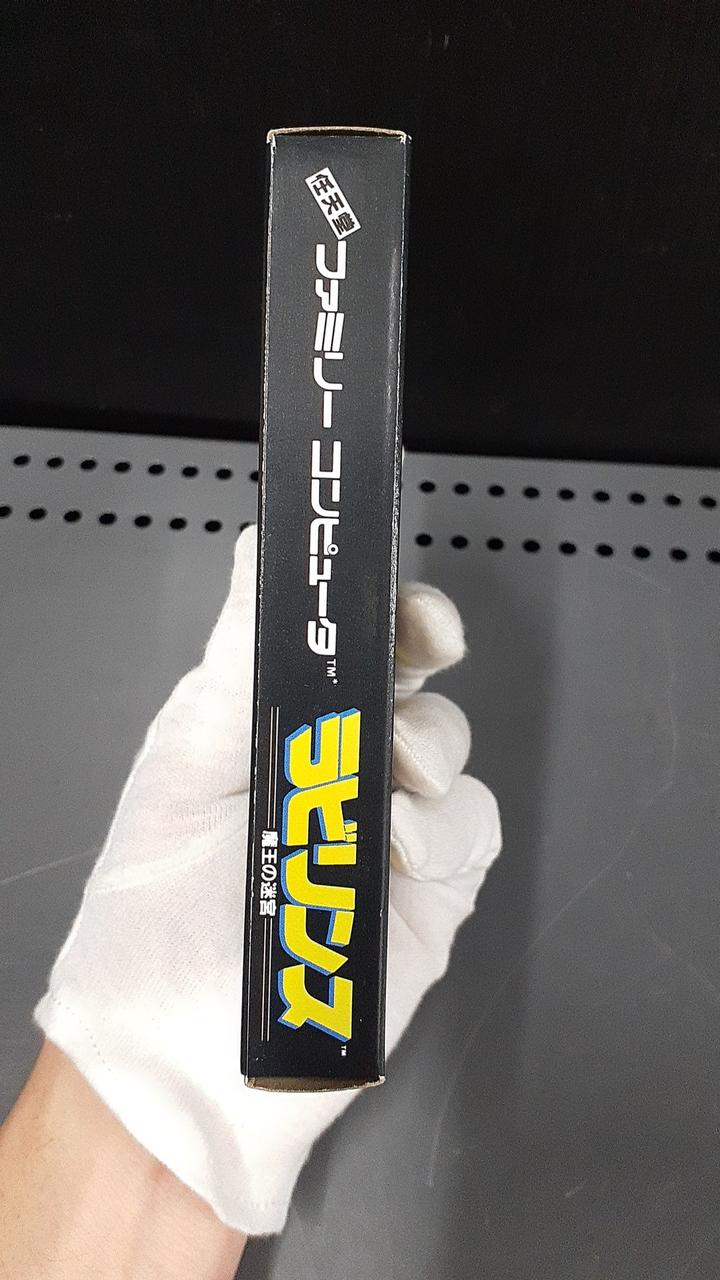 任天堂
ファミリーコンピュータ™*
ラビリンス™
魔王の迷宮